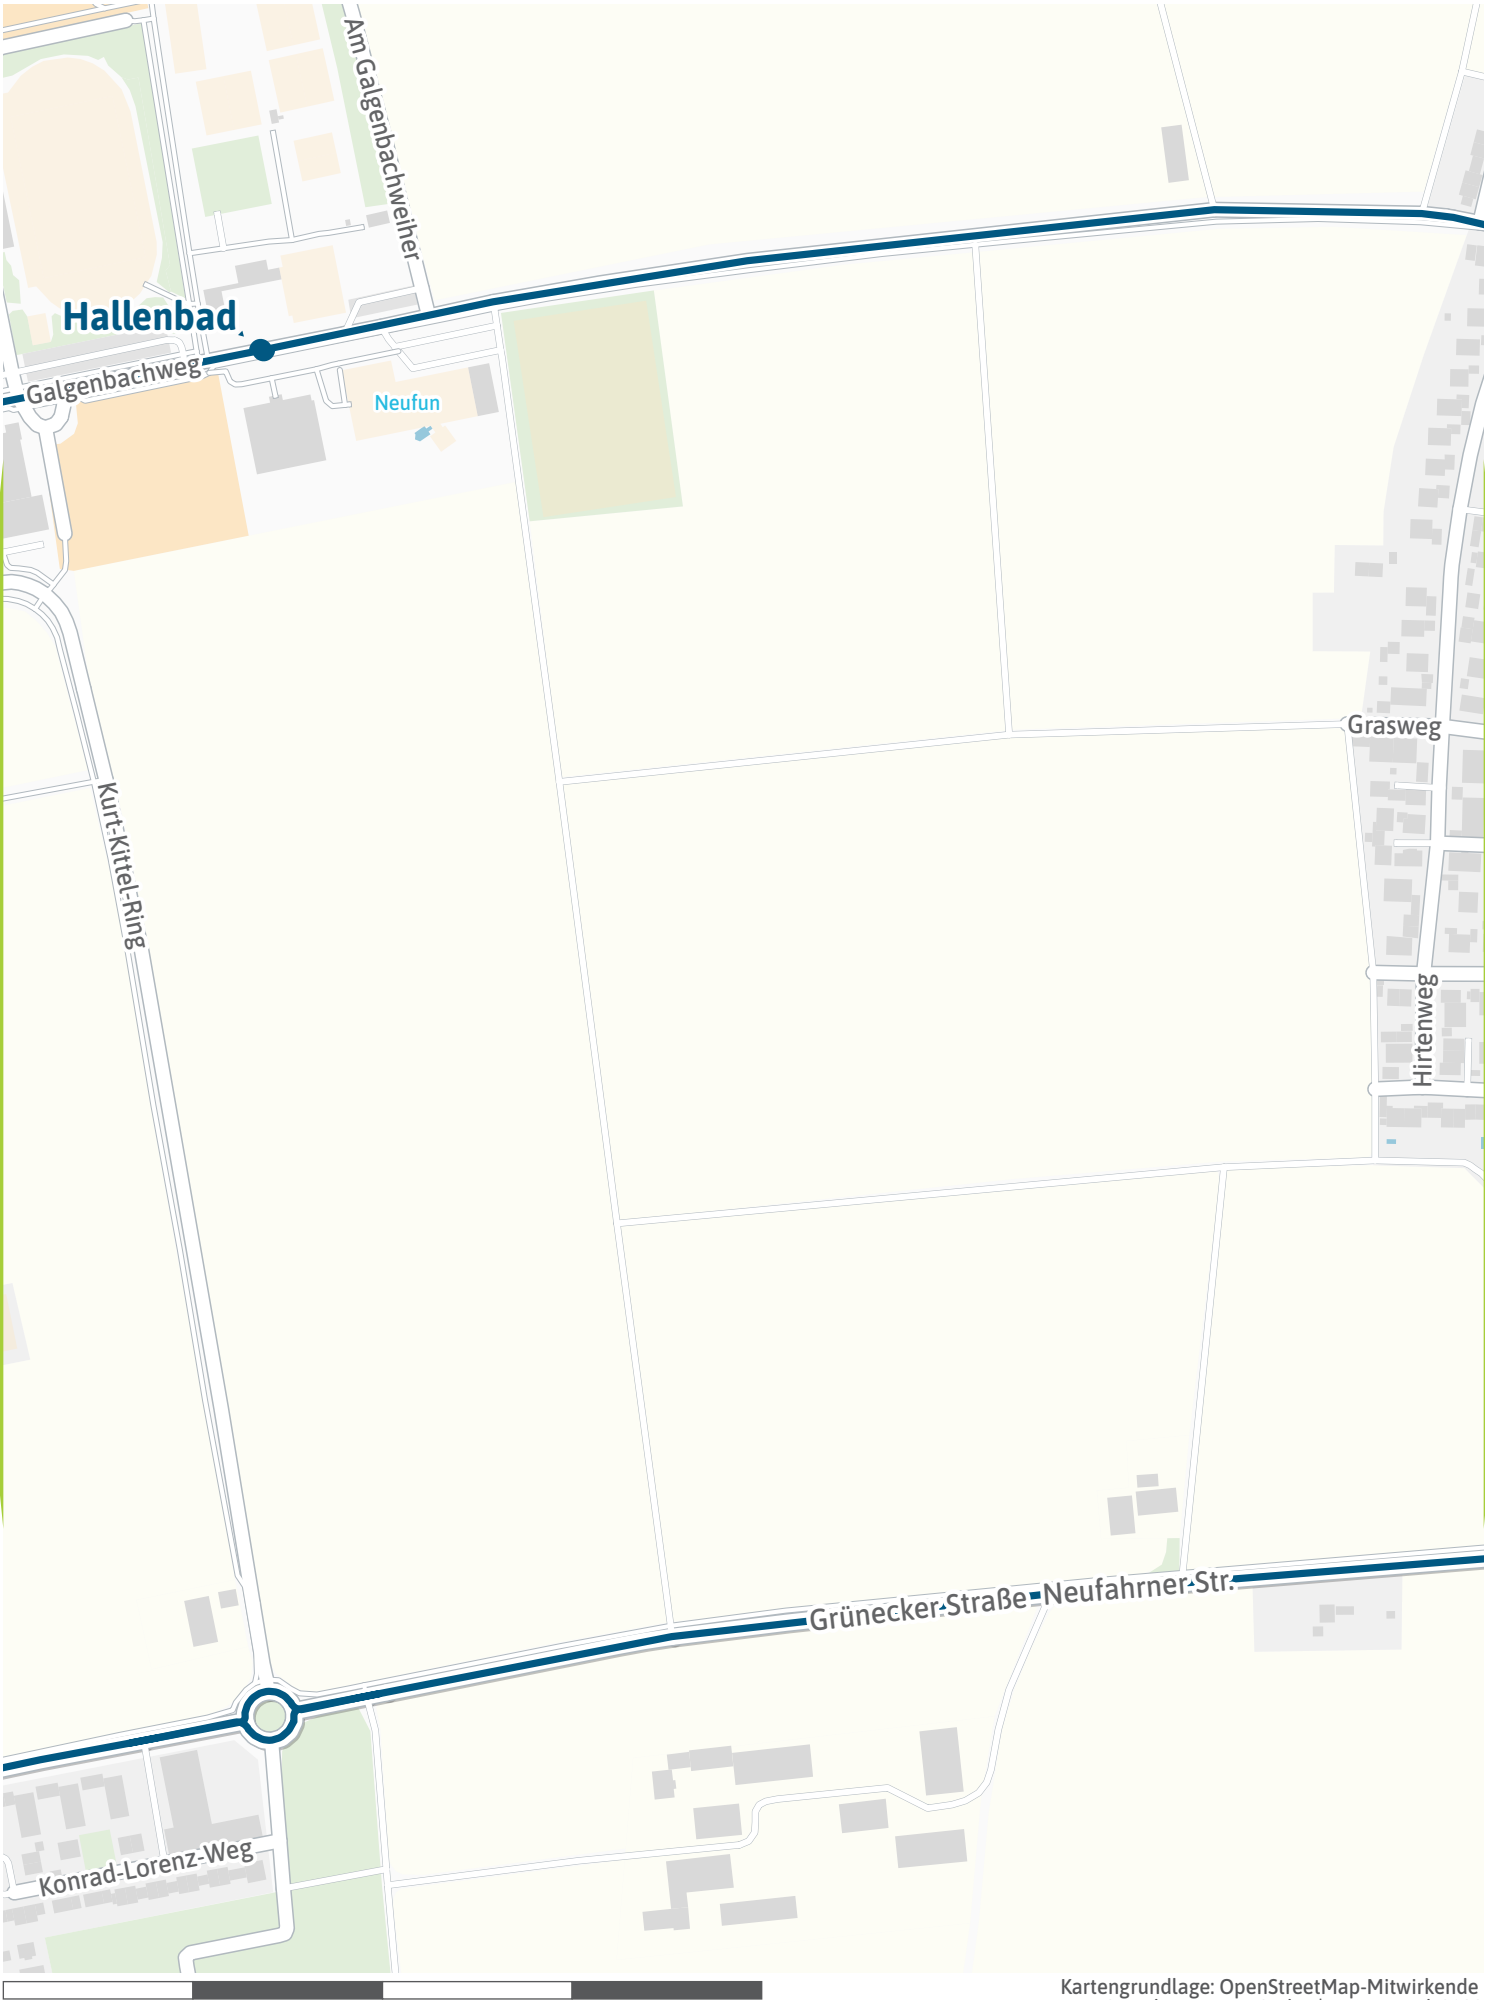 Am Galgenbachweiher
Hallenbad
Galgenbachweg
Neufun
Grasweg
Kurt-Kittel-Ring
Hirtenweg
Grünecker Straße
Neufahrner Str.
Konrad-Lorenz-Weg
Kartengrundlage: OpenStreetMap-Mitwirkende